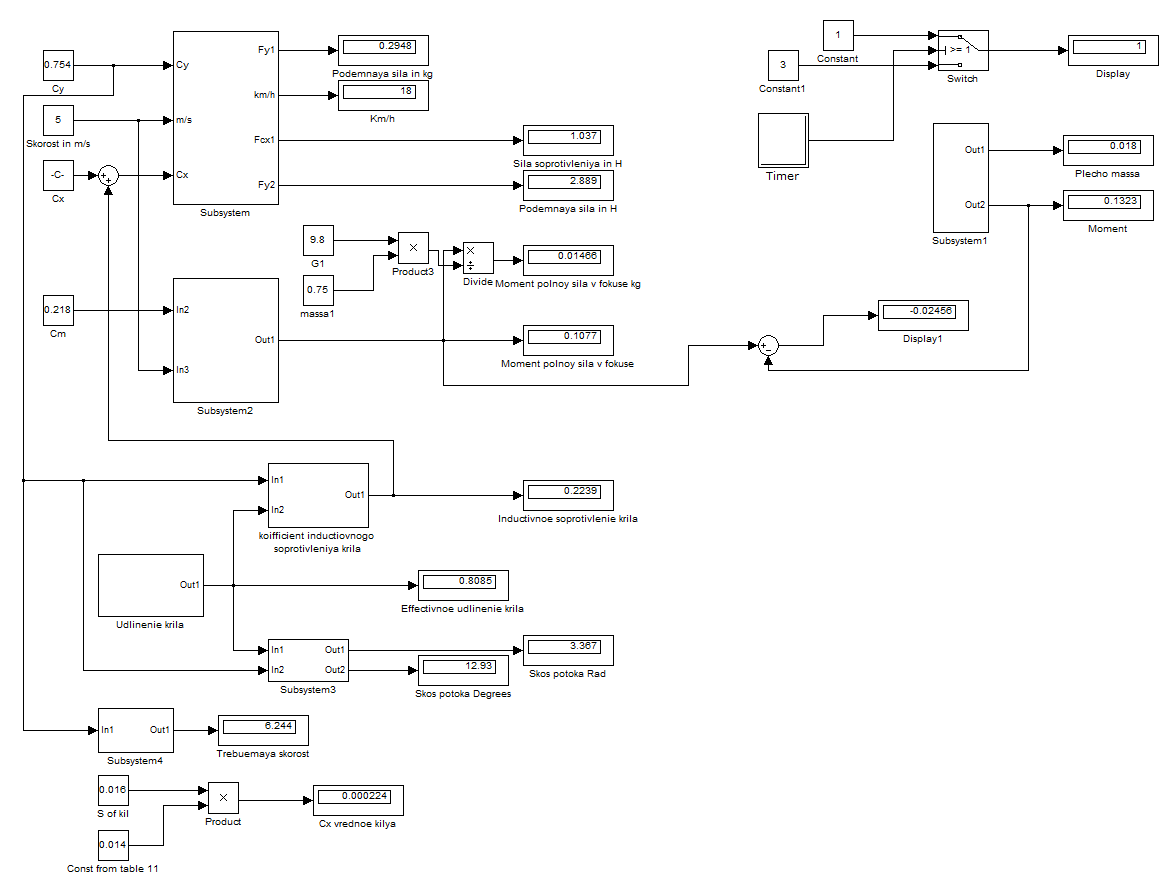 0.754
Cy
5
Skorost in m/s
-C-
Cx
+
+
Cy
m/s
Cx
Fy1
km/h
Fcx1
Fy2
Subsystem
0.2948
Podemnaya sila in kg
18
Km/h
1.037
Sila soprotivleniya in H
2.889
Podemnaya sila in H
1
Constant
3
Constant1
>= 1
Switch
1
Display
Timer
Out1
Out2
Subsystem1
0.018
Plecho massa
0.1323
Moment
9.8
G1
0.75
massa1
×
Product3
×
÷
Divide
0.01466
Moment polnoy sila v fokuse kg
0.218
Cm
In2
In3
Out1
Subsystem2
0.1077
Moment polnoy sila v fokuse
+
−
-0.02456
Display1
In1
In2
Out1
koifficient inductiovnogo
soprotivleniya krila
0.2239
Inductivnoe soprotivlenie krila
Out1
Udlinenie krila
0.8085
Effectivnoe udlinenie krila
In1
In2
Out1
Out2
Subsystem3
3.367
Skos potoka Rad
12.93
Skos potoka Degrees
In1
Out1
Subsystem4
6.244
Trebuemaya skorost
0.016
S of kil
0.014
Const from table 11
×
Product
0.000224
Cx vrednoe kilya